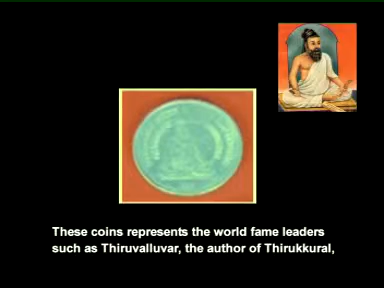 These coins represents the world fame leaders
such as Thiruvalluvar, the author of Thirukkural,